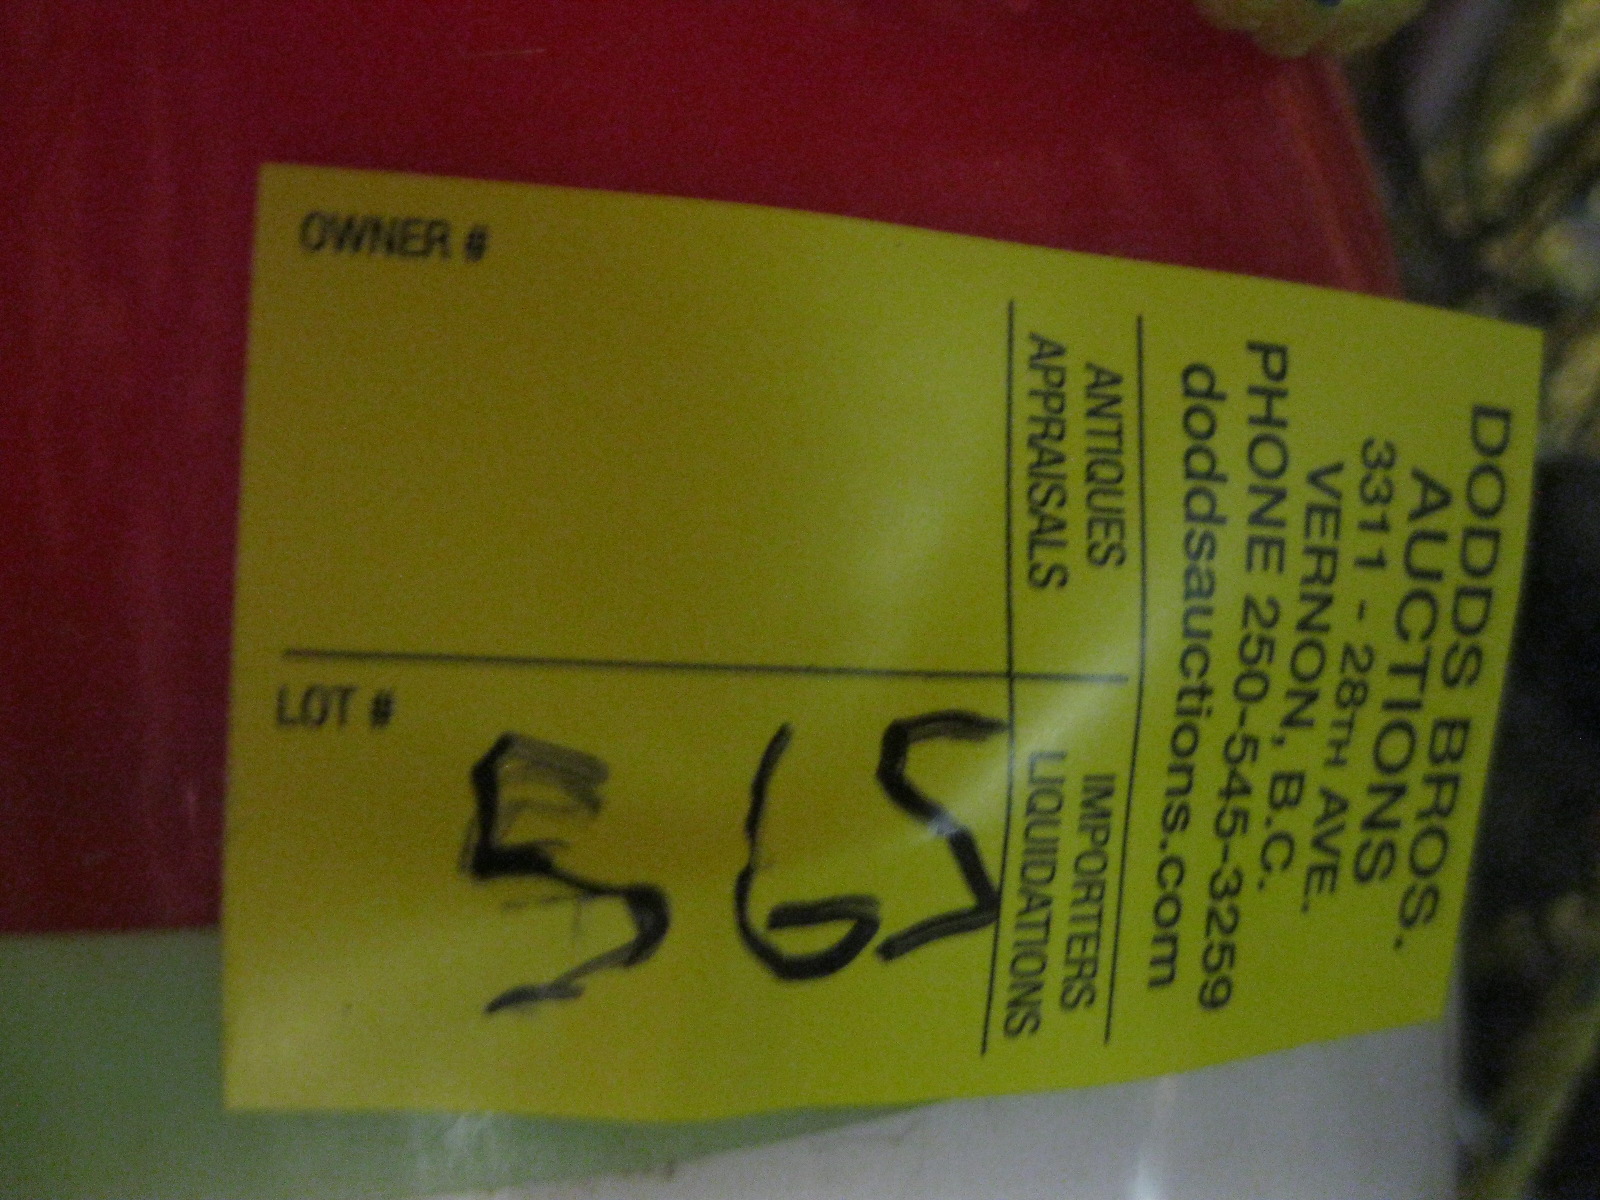 DODDS BROS.
AUCTIONS
3311 - 28TH AVE.
VERNON, B.C.
PHONE 250-545-3259
doddsauctions.com
ANTIQUES
APPRAISALS
IMPORTERS
LIQUIDATIONS
OWNER #
LOT #
565